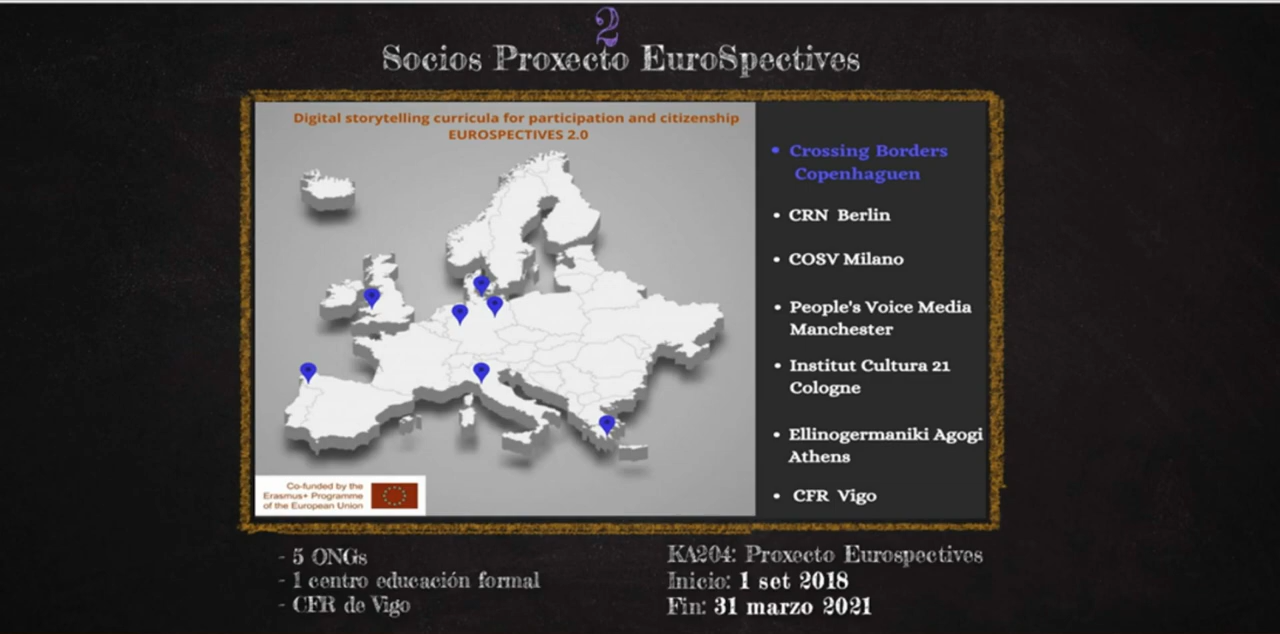 2
Socios Proxecto EuroSpectives
Digital storytelling curricula for participation and citizenship
EUROSPECTIVES 2.0
• Crossing Borders
Copenhaguen
• CRN Berlin
• COSV Milano
• People's Voice Media
Manchester
• Institut Cultura 21
Cologne
• Ellinogermaniki Agogi
Athens
• CFR Vigo
Co-funded by the
Erasmus+ Programme
of the European Union
- 5 ONGs
- 1 centro educación formal
- CFR de Vigo
KA204: Proxecto Eurospectives
Inicio: 1 set 2018
Fin: 31 marzo 2021